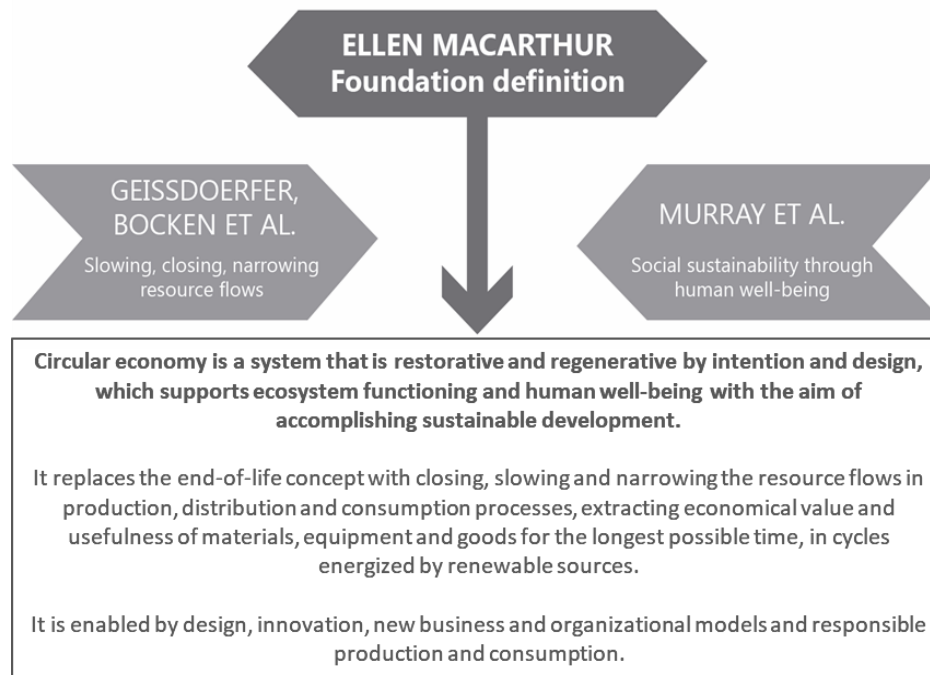 ELLEN MACARTHUR
Foundation definition
GEISSDOERFER,
BOCKEN ET AL.
Slowing, closing, narrowing
resource flows
MURRAY ET AL.
Social sustainability through
human well-being
Circular economy is a system that is restorative and regenerative by intention and design,
which supports ecosystem functioning and human well-being with the aim of
accomplishing sustainable development.
It replaces the end-of-life concept with closing, slowing and narrowing the resource flows in
production, distribution and consumption processes, extracting economical value and
usefulness of materials, equipment and goods for the longest possible time, in cycles
energized by renewable sources.
It is enabled by design, innovation, new business and organizational models and responsible
production and consumption.